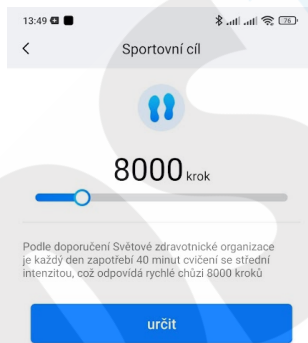 13:49
76
Sportovní cíl
8000 krok
Podle doporučení Světové zdravotnické organizace
je každý den zapotřebí 40 minut cvičení se střední
intenzitou, což odpovídá rychlé chůzi 8000 kroků
určit